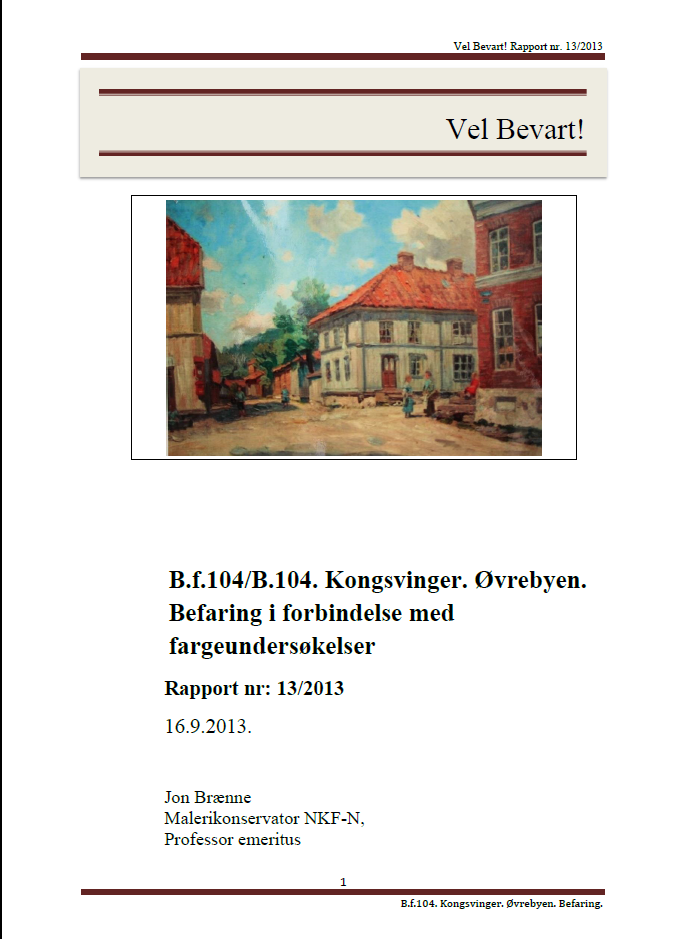 Vel Bevart! Rapport nr. 13/2013
Vel Bevart!
B.f.104/B.104. Kongsvinger. Øvrebyen.
Befaring i forbindelse med
fargeundersøkelser
Rapport nr: 13/2013
16.9.2013.
Jon Brænne
Malerikonservator NKF-N,
Professor emeritus
1
B.f.104. Kongsvinger. Øvrebyen. Befaring.